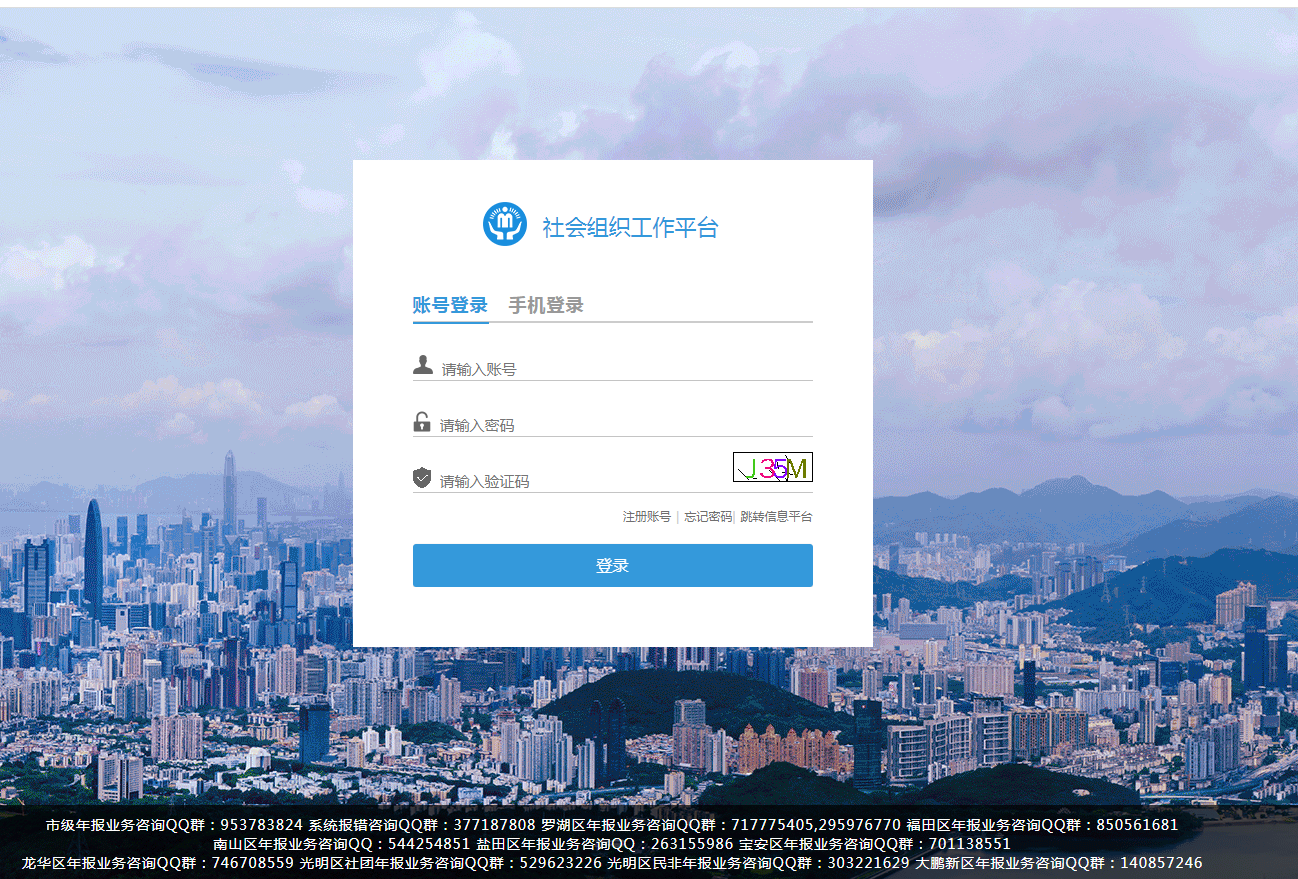 社会组织工作平台
账号登录 手机登录
请输入账号
请输入密码
请输入验证码 J35M
注册账号 | 忘记密码| 跳转信息平台
登录
市级年报业务咨询QQ群：953783824 系统报错咨询QQ群：377187808 罗湖区年报业务咨询QQ群：717775405,295976770 福田区年报业务咨询QQ群：850561681
南山区年报业务咨询QQ：544254851 盐田区年报业务咨询QQ：263155986 宝安区年报业务咨询QQ群：701138551
龙华区年报业务咨询QQ群：746708559 光明区社团年报业务咨询QQ群：529623226 光明区民非年报业务咨询QQ群：303221629 大鹏新区年报业务咨询QQ群：140857246